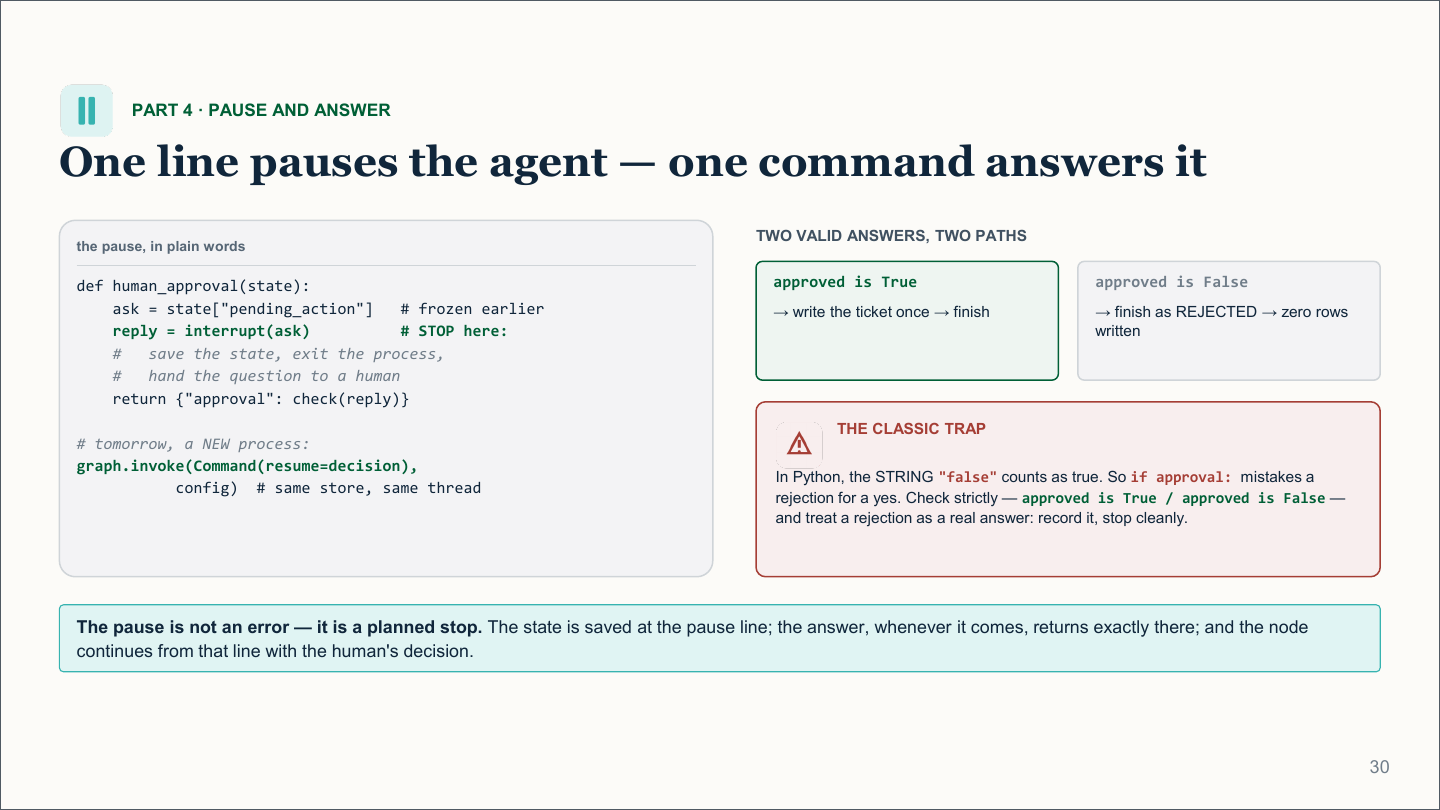 PART 4 · PAUSE AND ANSWER
One line pauses the agent — one command answers it
the pause, in plain words
def human_approval(state):
    ask = state["pending_action"]   # frozen earlier
    reply = interrupt(ask)          # STOP here:
    #   save the state, exit the process,
    #   hand the question to a human
    return {"approval": check(reply)}
# tomorrow, a NEW process:
graph.invoke(Command(resume=decision),
           config)  # same store, same thread
TWO VALID ANSWERS, TWO PATHS
approved is True
→ write the ticket once → finish
approved is False
→ finish as REJECTED → zero rows
written
THE CLASSIC TRAP
In Python, the STRING "false" counts as true. So if approval: mistakes a
rejection for a yes. Check strictly — approved is True / approved is False —
and treat a rejection as a real answer: record it, stop cleanly.
The pause is not an error — it is a planned stop. The state is saved at the pause line; the answer, whenever it comes, returns exactly there; and the node
continues from that line with the human's decision.
30